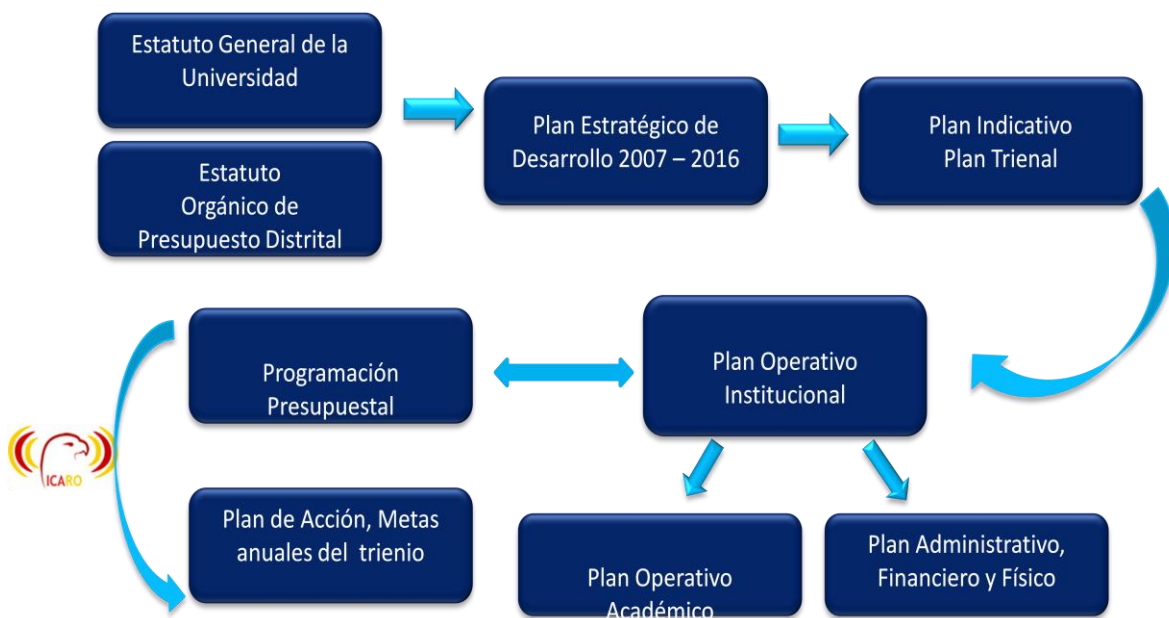 Estatuto General de la
Universidad
Estatuto
Orgánico de
Presupuesto Distrital
Plan Estratégico de
Desarrollo 2007 – 2016
Plan Indicativo
Plan Trienal
Programación
Presupuestal
Plan Operativo
Institucional
ICARO
Plan de Acción, Metas
anuales del trienio
Plan Operativo
Académico
Plan Administrativo,
Financiero y Físico